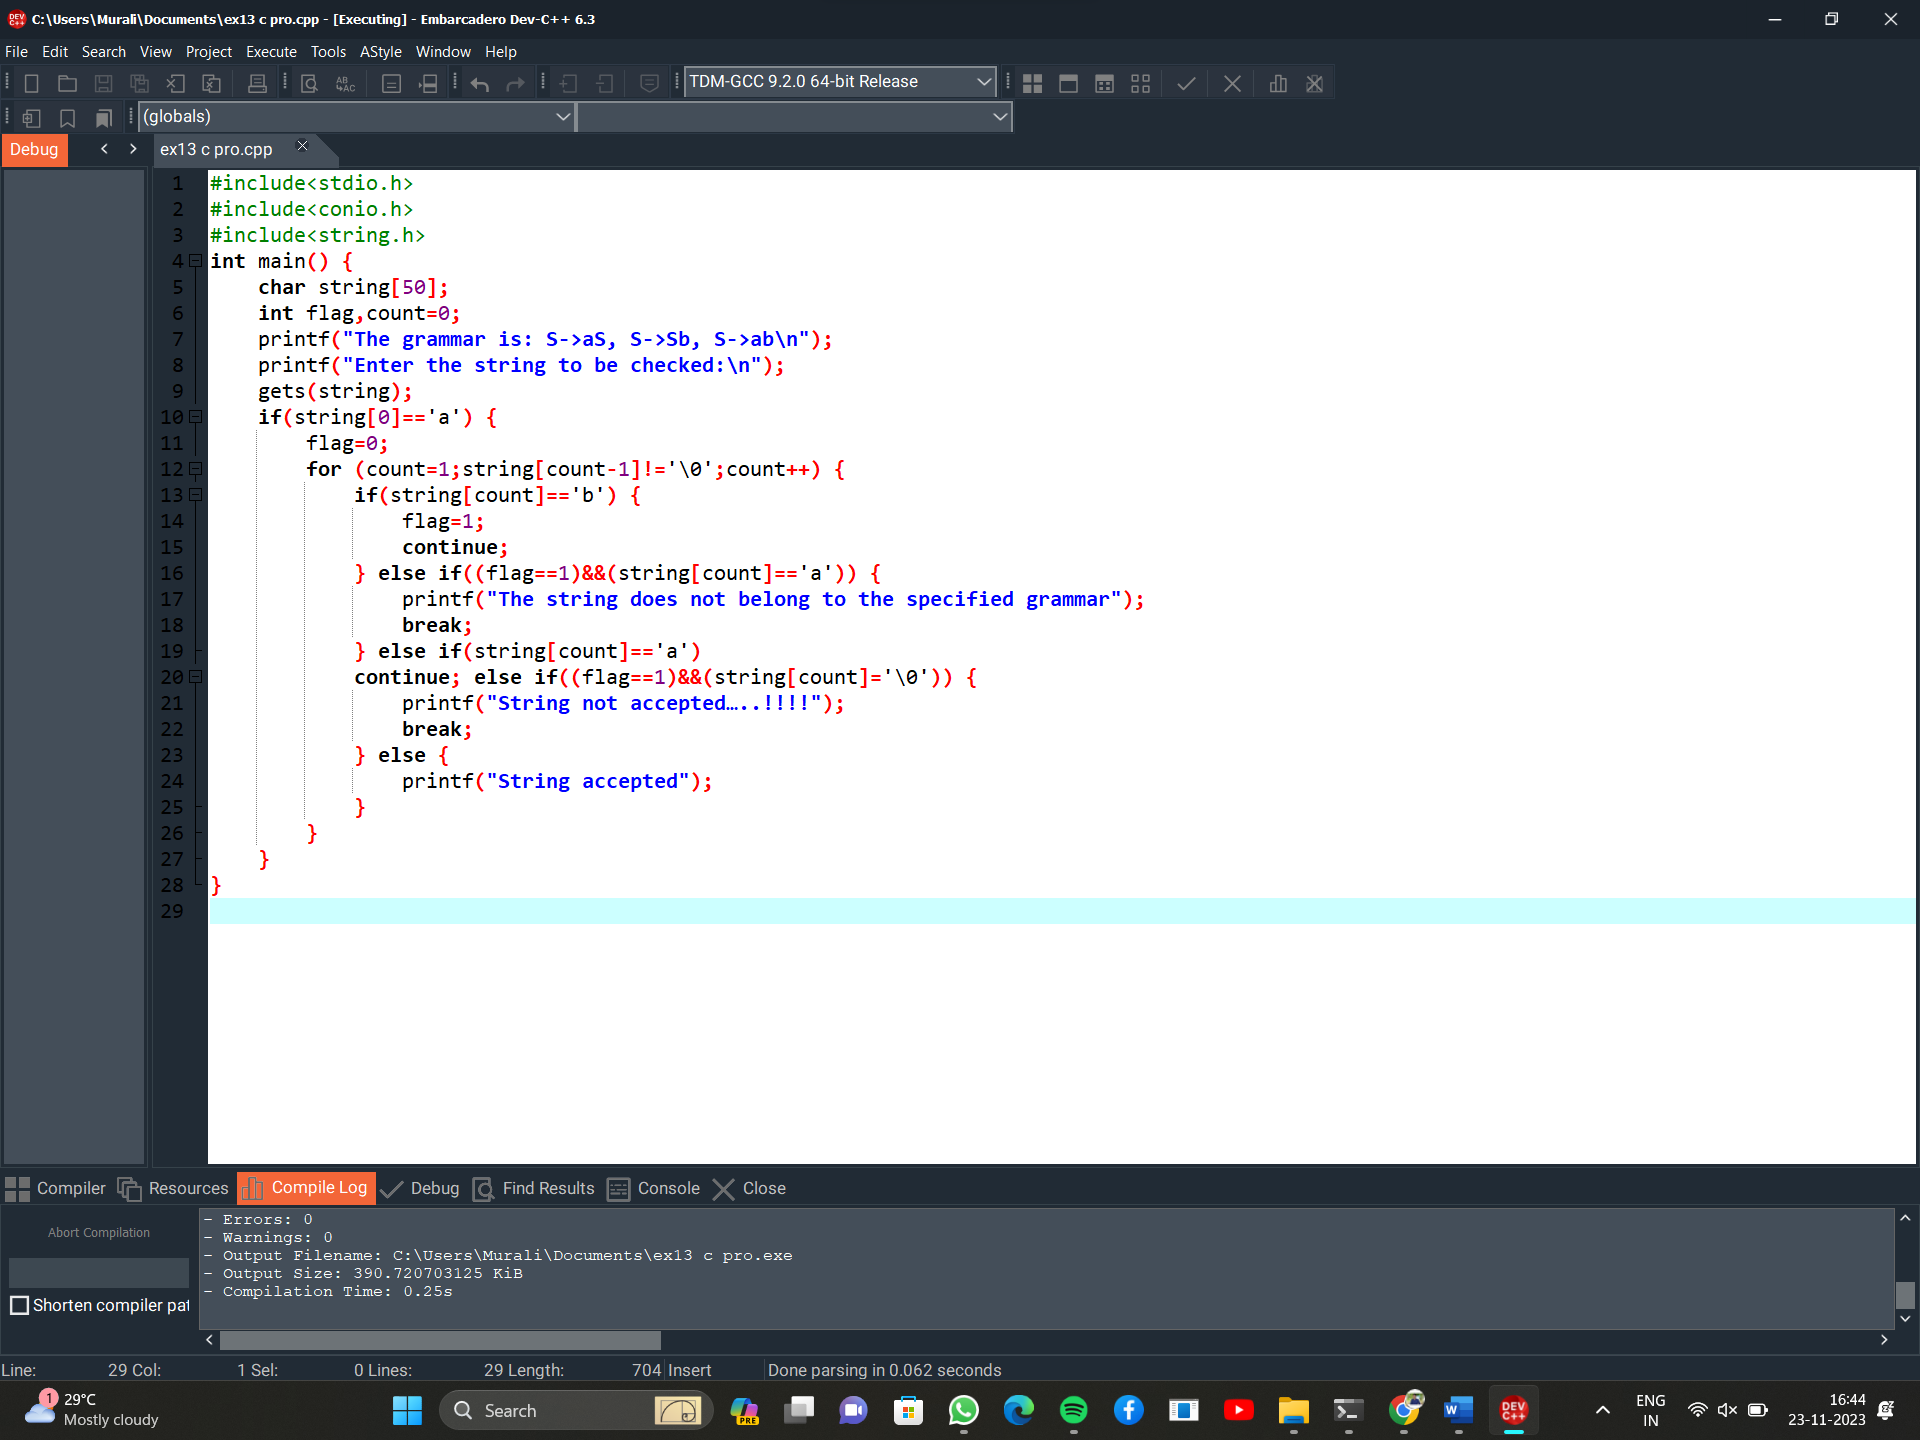 C:\Users\Murali\Documents\ex13 c pro.cpp - [Executing] - Embarcadero Dev-C++ 6.3
File Edit Search View Project Execute Tools AStyle Window Help
TDM-GCC 9.2.0 64-bit Release
(globals)
Debug ex13 c pro.cpp
1 #include<stdio.h>
2 #include<conio.h>
3 #include<string.h>
4 int main() {
5 char string[50];
6 int flag,count=0;
7 printf("The grammar is: S->aS, S->Sb, S->ab\n");
8 printf("Enter the string to be checked:\n");
9 gets(string);
10 if(string[0]=='a') {
11 flag=0;
12 for (count=1;string[count-1]!='\0';count++) {
13 if(string[count]=='b') {
14 flag=1;
15 continue;
16 } else if((flag==1)&&(string[count]=='a')) {
17 printf("The string does not belong to the specified grammar");
18 break;
19 } else if(string[count]=='a')
20 continue; else if((flag==1)&&(string[count]='\0')) {
21 printf("String not accepted…..!!!!");
22 break;
23 } else {
24 printf("String accepted");
25 }
26 }
27 }
28 }
29
Compiler Resources Compile Log Debug Find Results Console Close
Abort Compilation
Shorten compiler pat
- Errors: 0
- Warnings: 0
- Output Filename: C:\Users\Murali\Documents\ex13 c pro.exe
- Output Size: 390.720703125 KiB
- Compilation Time: 0.25s
Line: 29 Col: 1 Sel: 0 Lines: 29 Length: 704 Insert Done parsing in 0.062 seconds
1
29°C
Mostly cloudy
Search
PRE
DEV C++
ENG
IN
16:44
23-11-2023